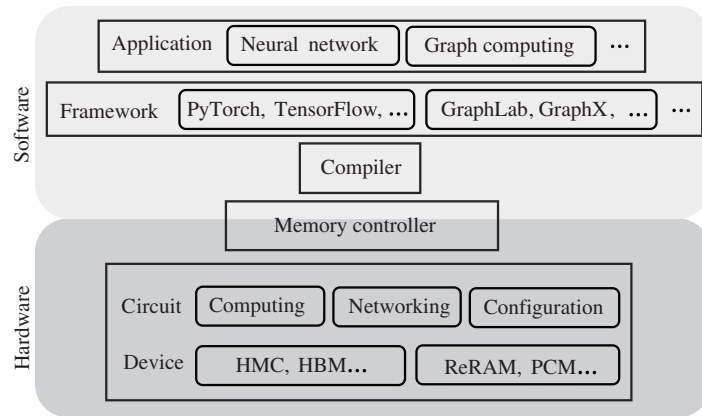 Software
Application Neural network Graph computing ...
Framework PyTorch, TensorFlow, ... GraphLab, GraphX, ... ...
Compiler
Memory controller
Hardware
Circuit Computing Networking Configuration
Device HMC, HBM... ReRAM, PCM...